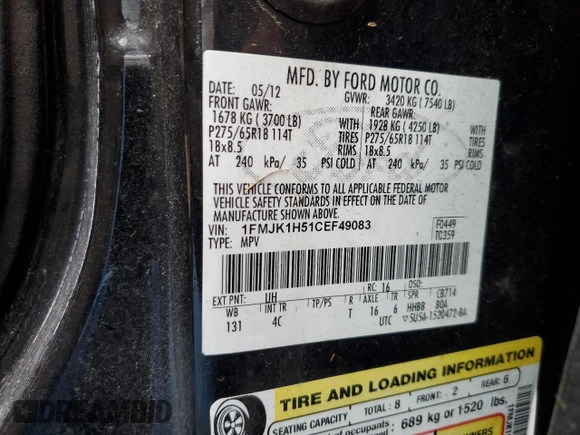 MFD. BY FORD MOTOR CO.
DATE: 05/12 GVWR: 3420 KG ( 7540 LB)
FRONT GAWR: REAR GAWR:
1678 KG ( 3700 LB) WITH 1928 KG ( 4250 LB) WITH
P275/65R18 114T TIRES P275/65R18 114T TIRES
18x8.5 RIMS 18x8.5 RIMS
AT 240 kPa/ 35 PSI COLD AT 240 kPa/ 35 PSI COLD
THIS VEHICLE CONFORMS TO ALL APPLICABLE FEDERAL MOTOR
VEHICLE SAFETY STANDARDS IN EFFECT ON THE DATE OF
MANUFACTURE SHOWN ABOVE.
VIN: 1FMJK1H51CEF49083 F0449
TYPE: MPV T0359
EXT PNT: UH RC: 16 DSO:
WB INT TR TP/PS R AXLE TR SPR CB714
131 4C T 16 6 HHBB BGA
UTC 5U5A-1520472-BA
TIRE AND LOADING INFORMATION
SEATING CAPACITY TOTAL: 8 FRONT: 2 REAR: 6
of occupants 689 kg or 1520 lbs.
DREAMBID